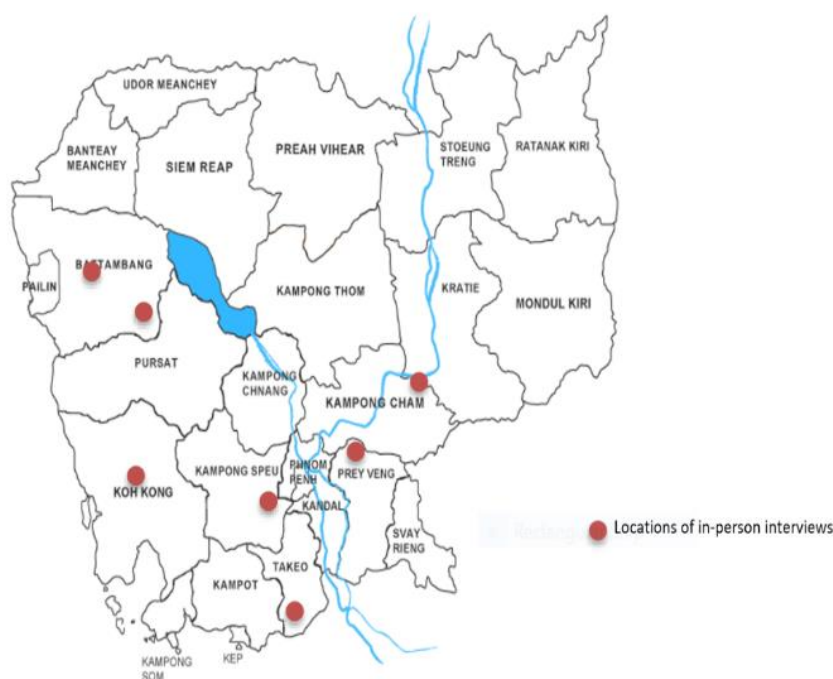 UDOR MEANCHEY
BANTEAY
MEANCHEY
SIEM REAP
PREAH VIHEAR
STOEUNG
TRENG
RATANAK KIRI
BATTAMBANG
PAILIN
KAMPONG THOM
KRATIE
MONDUL KIRI
PURSAT
KAMPONG
CHNANG
KAMPONG CHAM
KOH KONG
KAMPONG SPEU
PHNOM
PENH
PREY VENG
KANDAL
SVAY
RIENG
TAKEO
KAMPOT
KAMPONG
SOM
KEP
Locations of in-person interviews